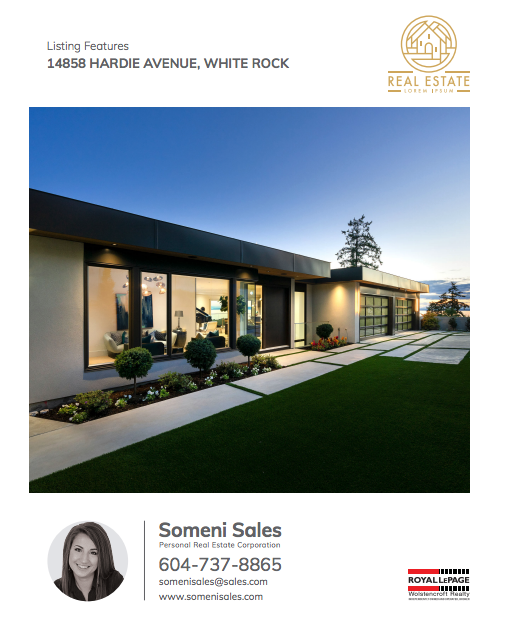 Listing Features
14858 HARDIE AVENUE, WHITE ROCK
REAL ESTATE
LOREM IPSUM
Someni Sales
Personal Real Estate Corporation
604-737-8865
somenisales@sales.com
www.somenisales.com
ROYAL LEPAGE
Wolstencroft Realty